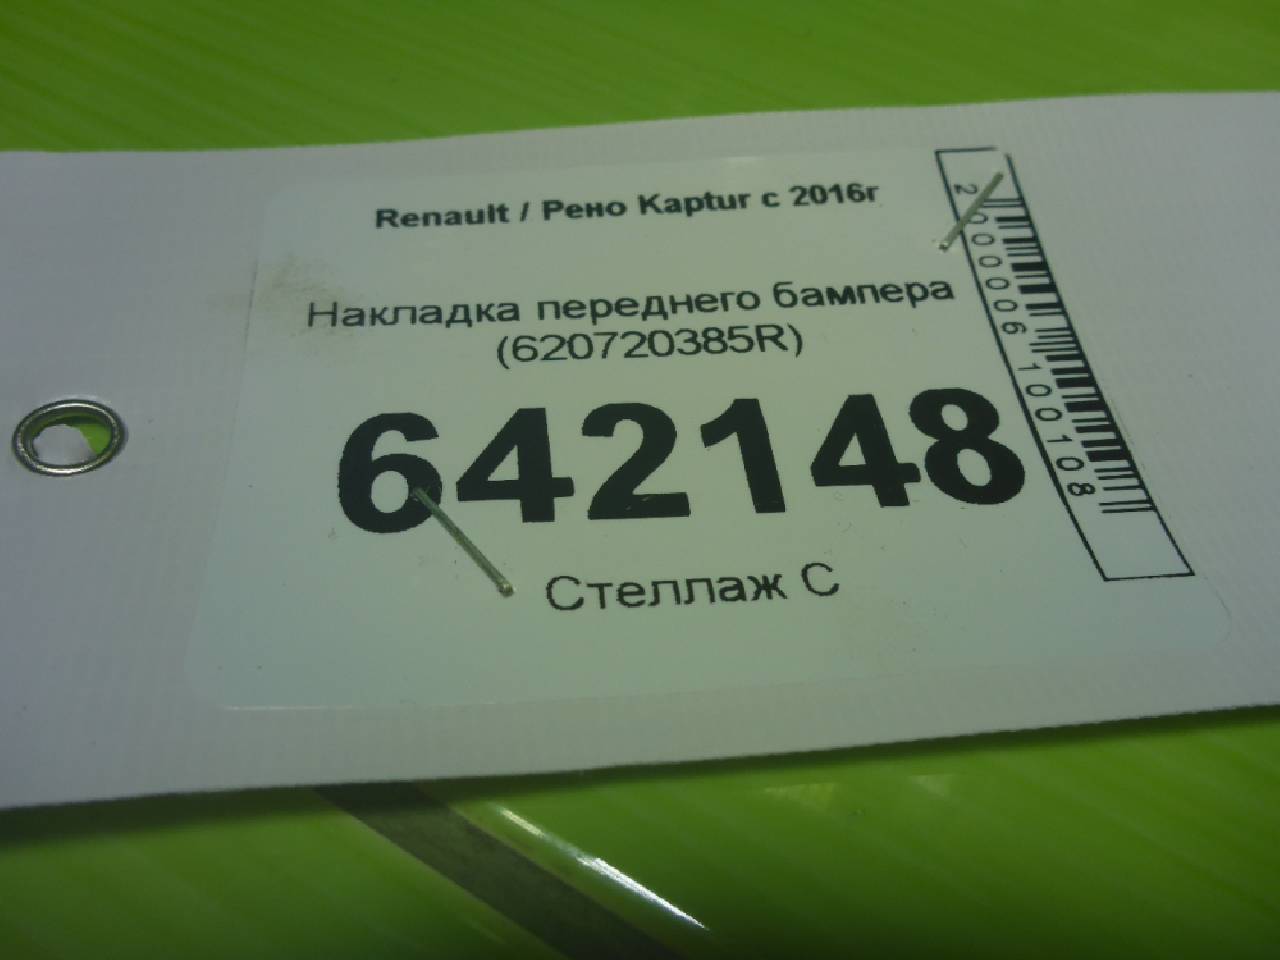 Renault / Рено Kaptur с 2016г
Накладка переднего бампера
(620720385R)
642148
Стеллаж С
2000006100108